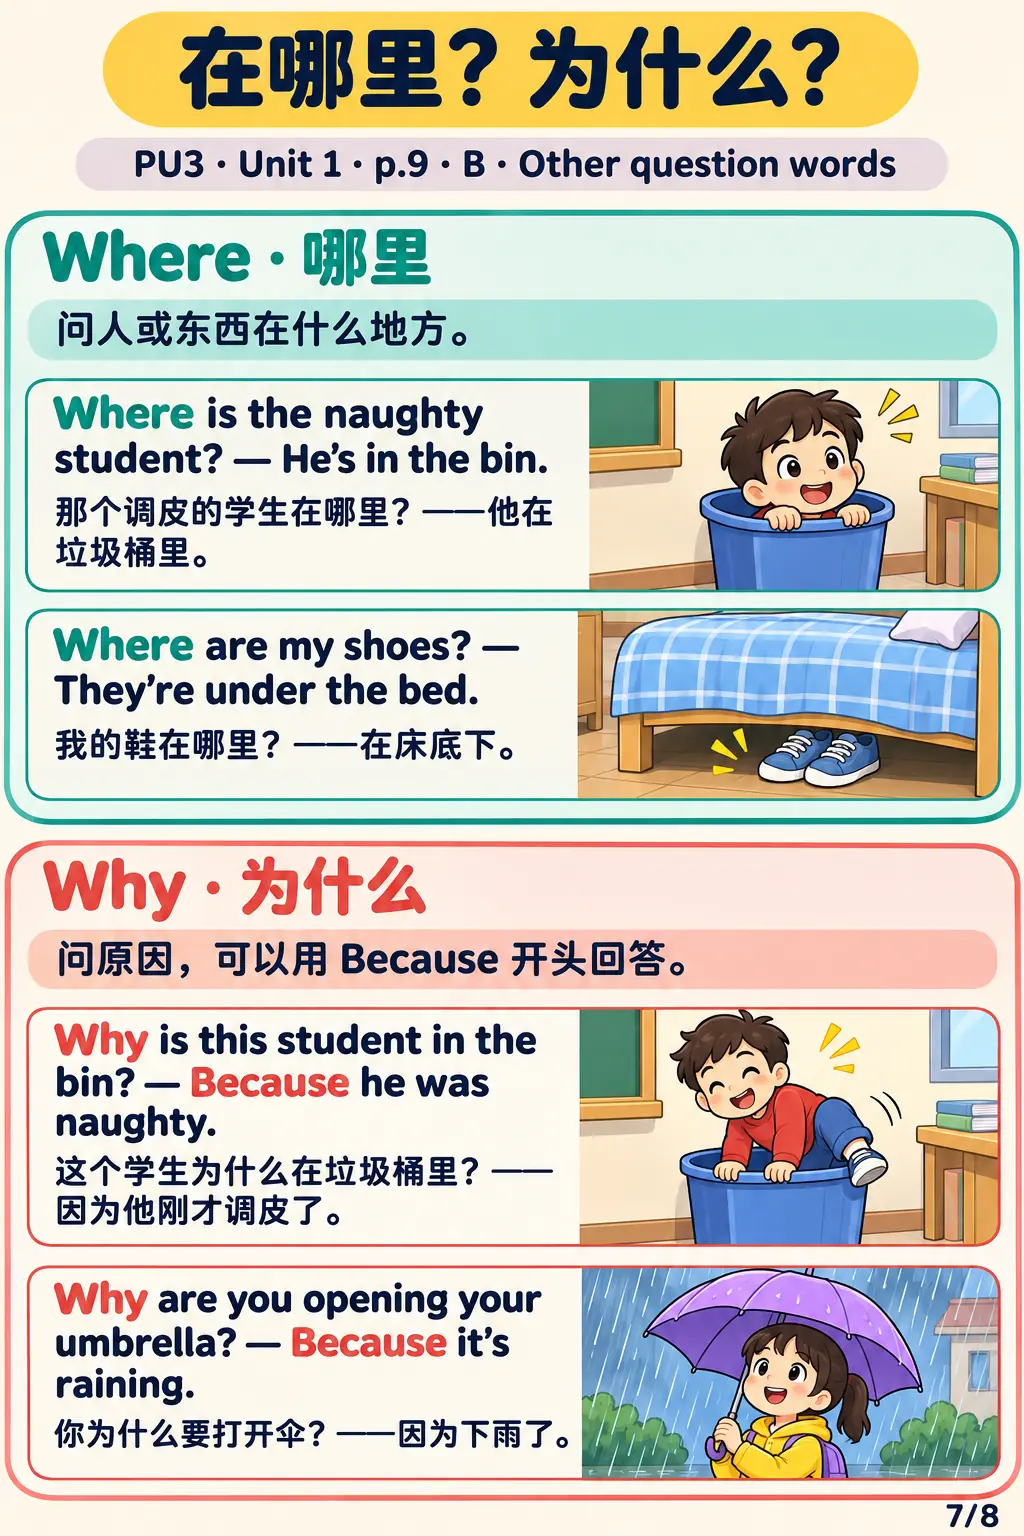 在哪里？为什么？
PU3 · Unit 1 · p.9 · B · Other question words
Where · 哪里
问人或东西在什么地方。
Where is the naughty
student? — He's in the bin.
那个调皮的学生在哪里？——他在
垃圾桶里。
Where are my shoes? —
They're under the bed.
我的鞋在哪里？——在床底下。
Why · 为什么
问原因，可以用 Because 开头回答。
Why is this student in the
bin? — Because he was
naughty.
这个学生为什么在垃圾桶里？——
因为他刚才调皮了。
Why are you opening your
umbrella? — Because it's
raining.
你为什么要打开伞？——因为下雨了。
7/8